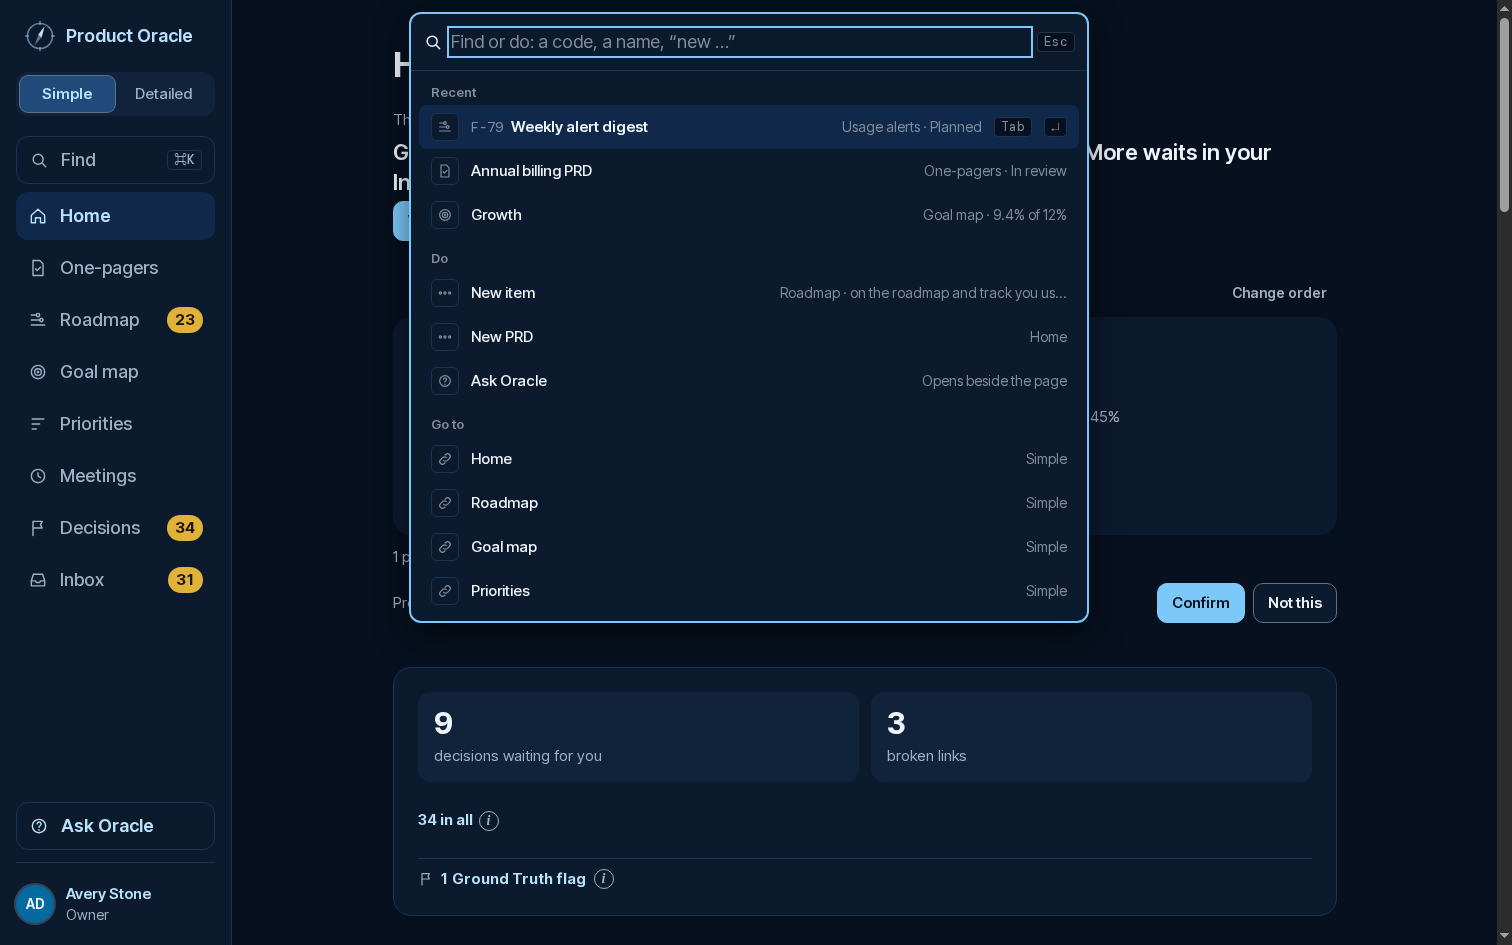 Product Oracle
Simple
Detailed
Find
⌘K
Home
One-pagers
Roadmap
23
Goal map
Priorities
Meetings
Decisions
34
Inbox
31
Ask Oracle
AD
Avery Stone
Owner
Find or do: a code, a name, “new …”
Esc
Recent
F-79 Weekly alert digest
Usage alerts · Planned
Tab
↵
Annual billing PRD
One-pagers · In review
Growth
Goal map · 9.4% of 12%
Do
New item
Roadmap · on the roadmap and track you us…
New PRD
Home
Ask Oracle
Opens beside the page
Go to
Home
Simple
Roadmap
Simple
Goal map
Simple
Priorities
Simple
More waits in your
In
Change order
45%
1 p
Confirm
Not this
9
decisions waiting for you
3
broken links
34 in all
i
1 Ground Truth flag
i